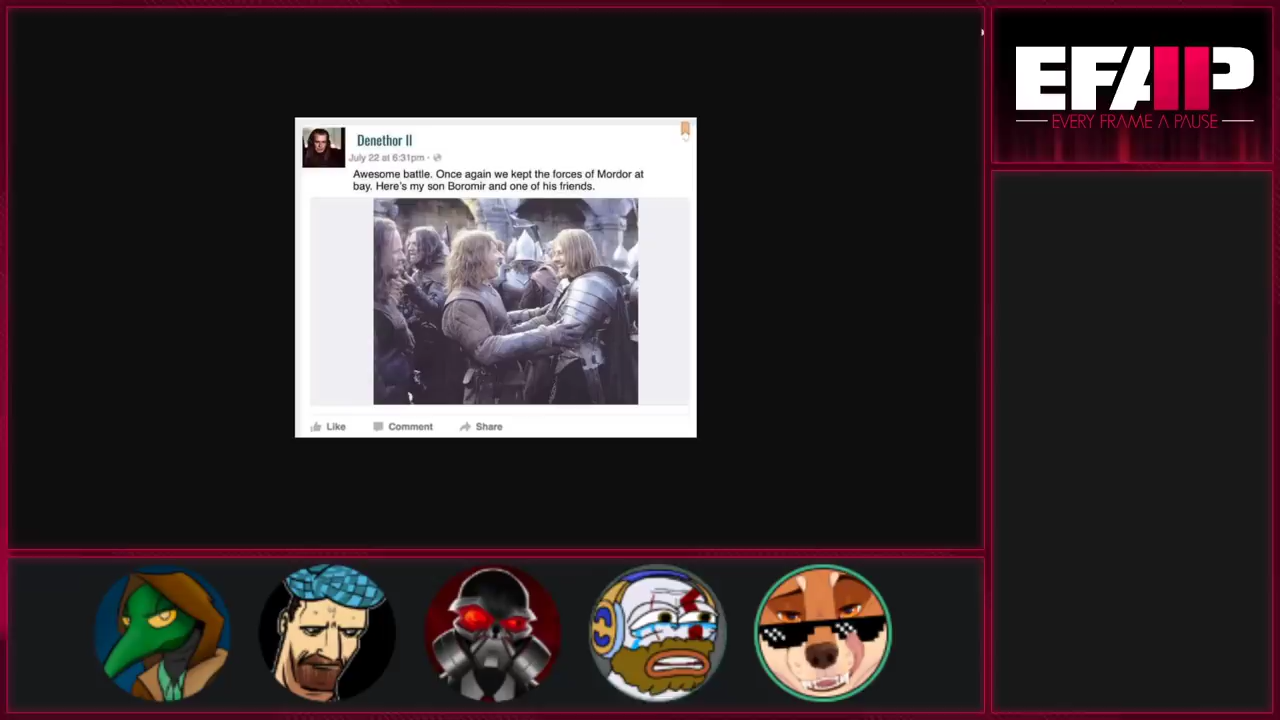 Denethor II
July 22 at 6:31pm ·
Awesome battle. Once again we kept the forces of Mordor at
bay. Here's my son Boromir and one of his friends.
Like Comment Share
EFAP
EVERY FRAME A PAUSE